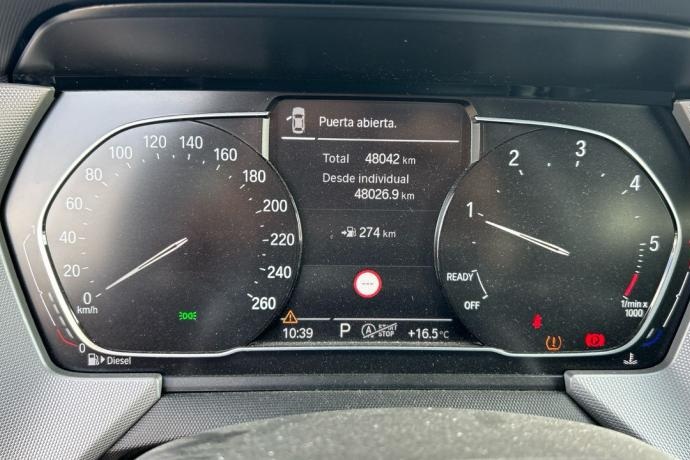 Puerta abierta.
Total 48042 km
Desde individual
48026.9 km
274 km
---
10:39 P A START STOP +16.5°C
0 20 40 60 80 100 120 140 160 180 200 220 240 260
km/h
0
Diesel
OFF
READY
1 2 3 4 5
1/min x
1000
P